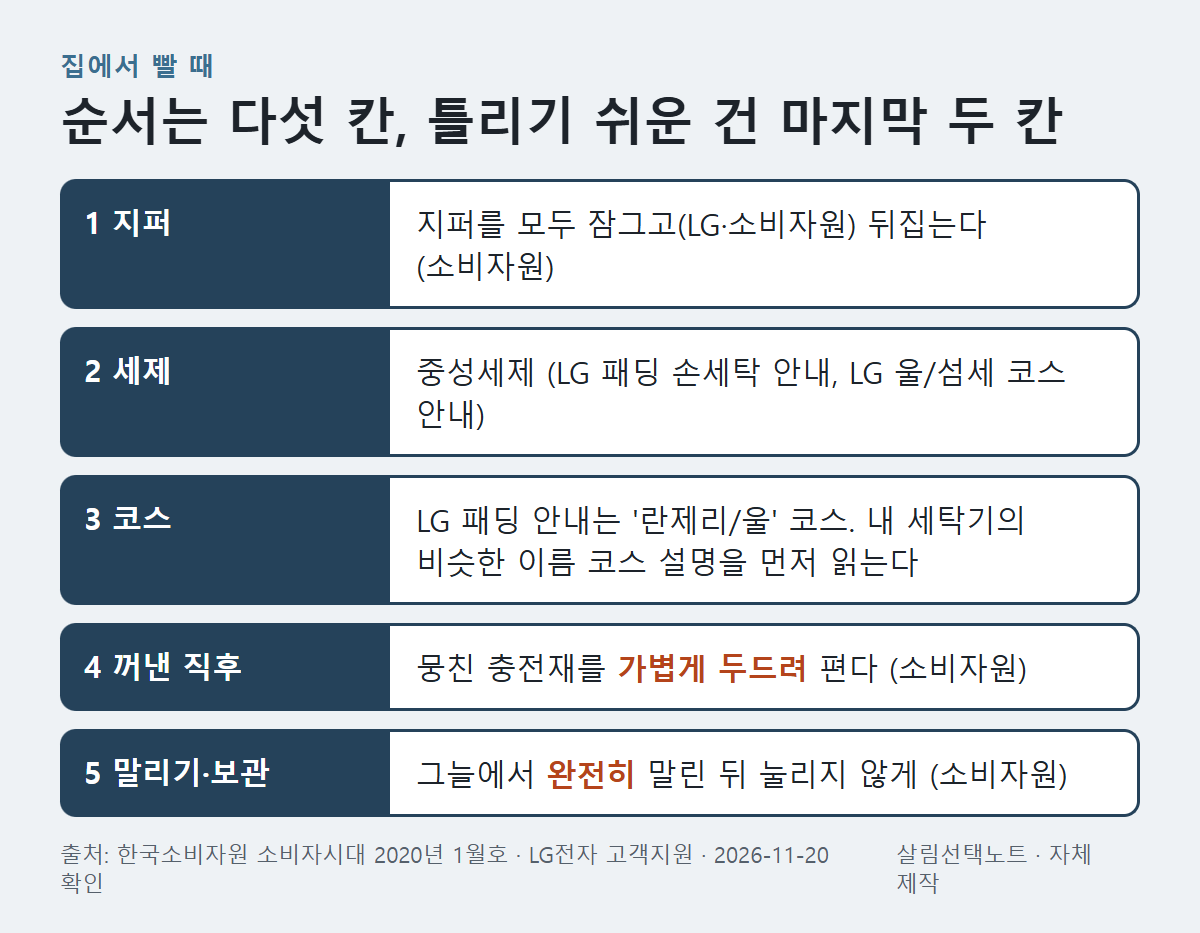 집에서 빨 때
순서는 다섯 칸, 틀리기 쉬운 건 마지막 두 칸
1 지퍼
지퍼를 모두 잠그고(LG·소비자원) 뒤집는다
(소비자원)
2 세제
중성세제 (LG 패딩 손세탁 안내, LG 울/섬세 코스
안내)
3 코스
LG 패딩 안내는 '란제리/울' 코스. 내 세탁기의
비슷한 이름 코스 설명을 먼저 읽는다
4 꺼낸 직후
뭉친 충전재를 가볍게 두드려 편다 (소비자원)
5 말리기·보관
그늘에서 완전히 말린 뒤 눌리지 않게 (소비자원)
출처: 한국소비자원 소비자시대 2020년 1월호 · LG전자 고객지원 · 2026-11-20
확인
살림선택노트 · 자체
제작